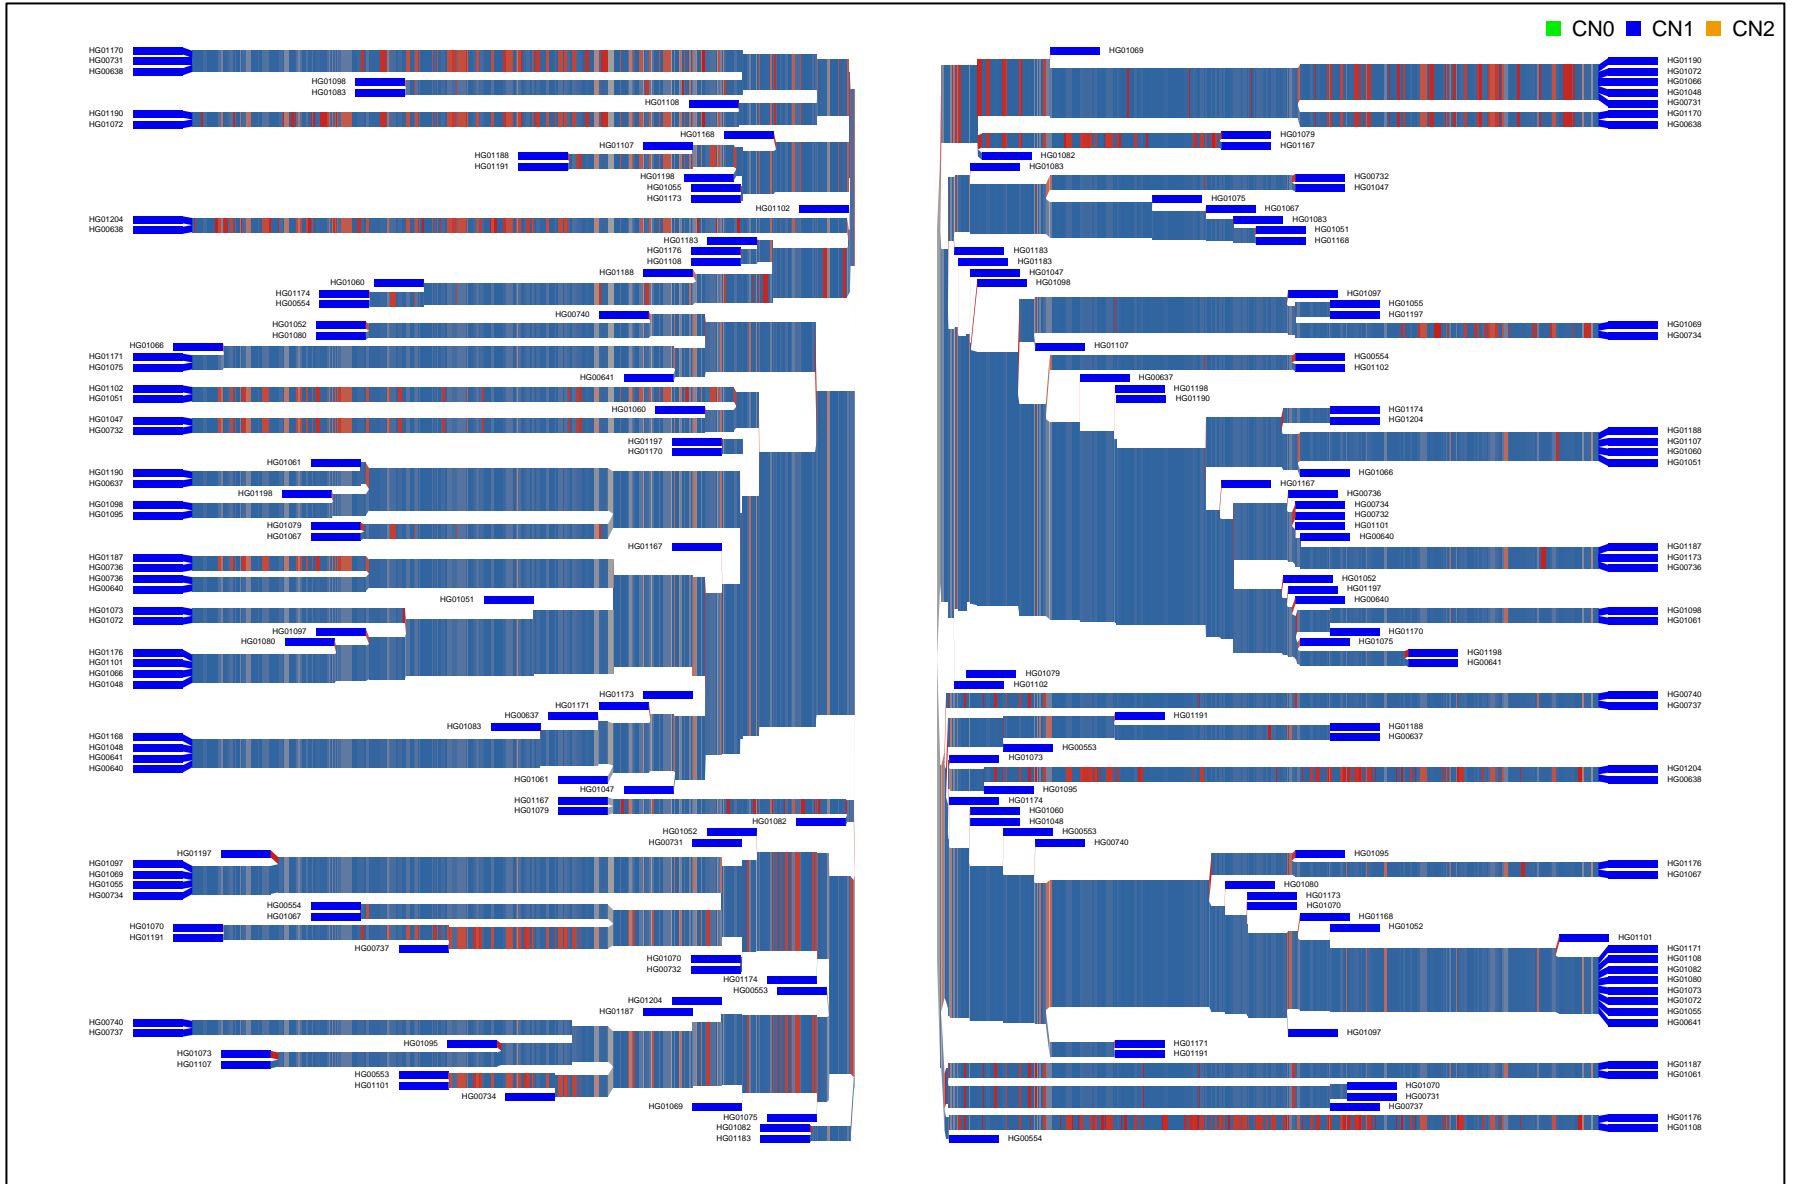 CN0 CN1 CN2
HG01170
HG00731
HG00638
HG01098
HG01083
HG01108
HG01190
HG01072
HG01168
HG01107
HG01188
HG01191
HG01198
HG01055
HG01173
HG01102
HG01204
HG00638
HG01183
HG01176
HG01108
HG01188
HG01060
HG01174
HG00554
HG00740
HG01052
HG01080
HG01066
HG01171
HG01075
HG00641
HG01102
HG01051
HG01060
HG01047
HG00732
HG01197
HG01170
HG01061
HG01190
HG00637
HG01198
HG01098
HG01095
HG01079
HG01067
HG01167
HG01187
HG00736
HG00736
HG00640
HG01051
HG01073
HG01072
HG01097
HG01080
HG01176
HG01101
HG01066
HG01048
HG01173
HG01171
HG00637
HG01083
HG01168
HG01048
HG00641
HG00640
HG01061
HG01047
HG01167
HG01079
HG01082
HG01052
HG00731
HG01197
HG01097
HG01069
HG01055
HG00734
HG00554
HG01067
HG01070
HG01191
HG00737
HG01070
HG00732
HG01174
HG00553
HG01204
HG01187
HG00740
HG00737
HG01095
HG01073
HG01107
HG00553
HG01101
HG00734
HG01069
HG01075
HG01082
HG01183
HG01069
HG01190
HG01072
HG01066
HG01048
HG00731
HG01170
HG00638
HG01079
HG01167
HG01082
HG01083
HG00732
HG01047
HG01075
HG01067
HG01083
HG01051
HG01168
HG01183
HG01183
HG01047
HG01098
HG01097
HG01055
HG01197
HG01069
HG00734
HG01107
HG00554
HG01102
HG00637
HG01198
HG01190
HG01174
HG01204
HG01188
HG01107
HG01060
HG01051
HG01066
HG01167
HG00736
HG00734
HG00732
HG01101
HG00640
HG01187
HG01173
HG00736
HG01052
HG01197
HG00640
HG01098
HG01061
HG01170
HG01075
HG01198
HG00641
HG01079
HG01102
HG00740
HG00737
HG01191
HG01188
HG00637
HG00553
HG01073
HG01204
HG00638
HG01095
HG01174
HG01060
HG01048
HG00553
HG00740
HG01095
HG01176
HG01067
HG01080
HG01173
HG01070
HG01168
HG01052
HG01101
HG01171
HG01108
HG01082
HG01080
HG01073
HG01072
HG01055
HG00641
HG01097
HG01171
HG01191
HG01187
HG01061
HG01070
HG00731
HG00737
HG01176
HG01108
HG00554